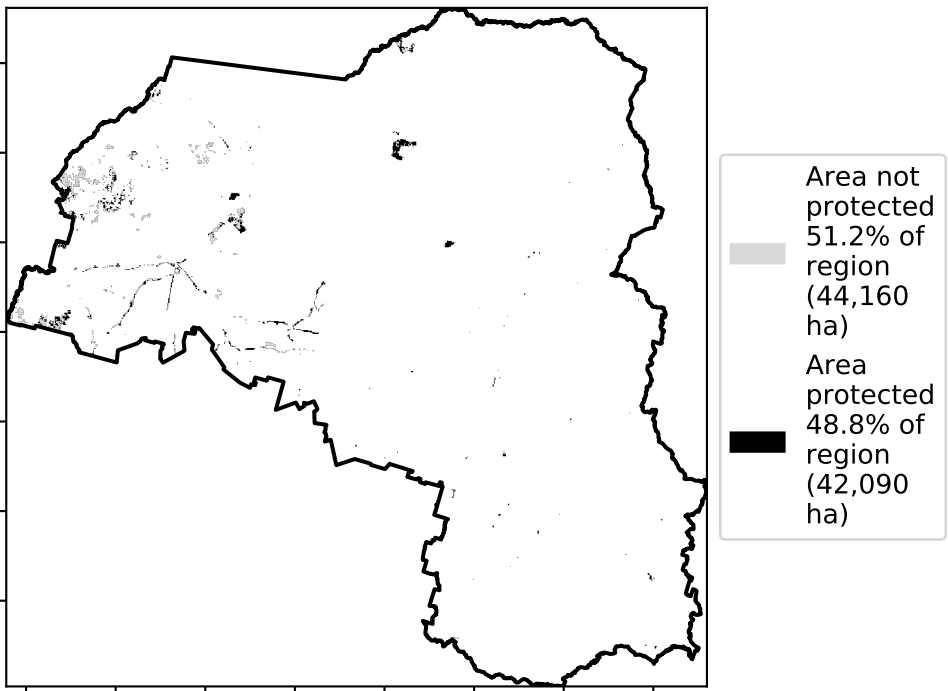 Area not
protected
51.2% of
region
(44,160
ha)
Area
protected
48.8% of
region
(42,090
ha)